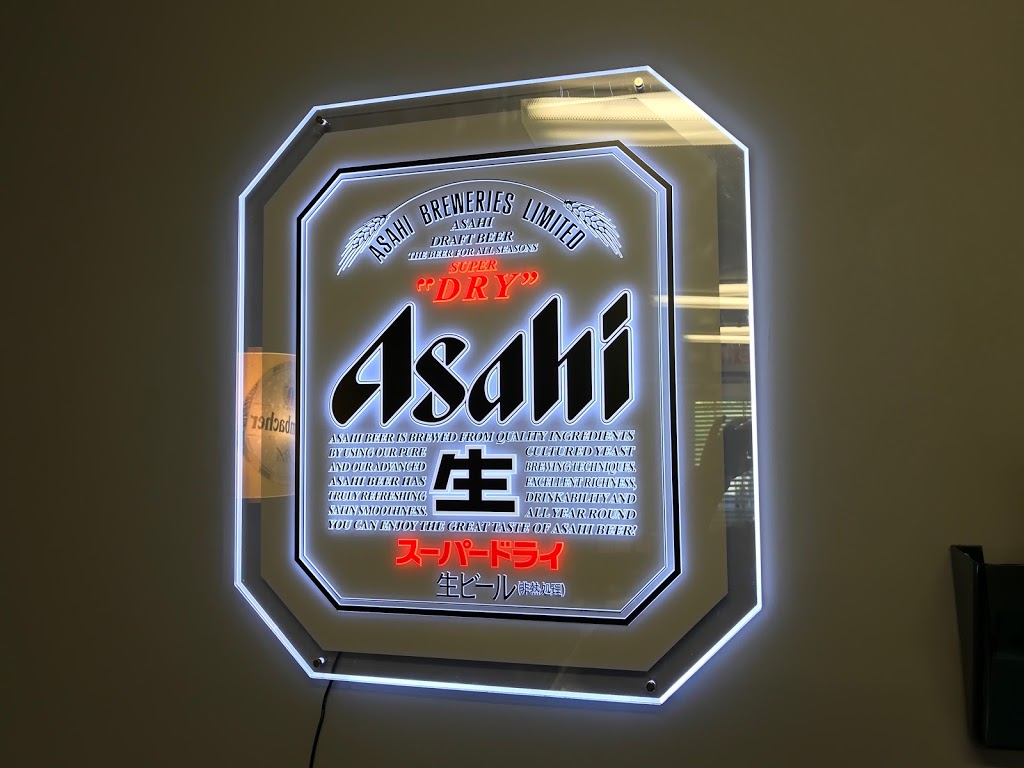 ASAHI BREWERIES LIMITED
ASAHI
DRAFT BEER
THE BEER FOR ALL SEASONS
SUPER
"DRY"
Asahi
ASAHI BEER IS BREWED FROM QUALITY INGREDIENTS
BY USING OUR PURE CULTURED YEAST
AND OUR ADVANCED BREWING TECHNIQUES.
ASAHI BEER HAS EXCELLENT RICHNESS,
TRULY REFRESHING DRINKABILITY AND
SATIN SMOOTHNESS. ALL YEAR ROUND
生
YOU CAN ENJOY THE GREAT TASTE OF ASAHI BEER!
スーパードライ
生ビール(非熱処理)